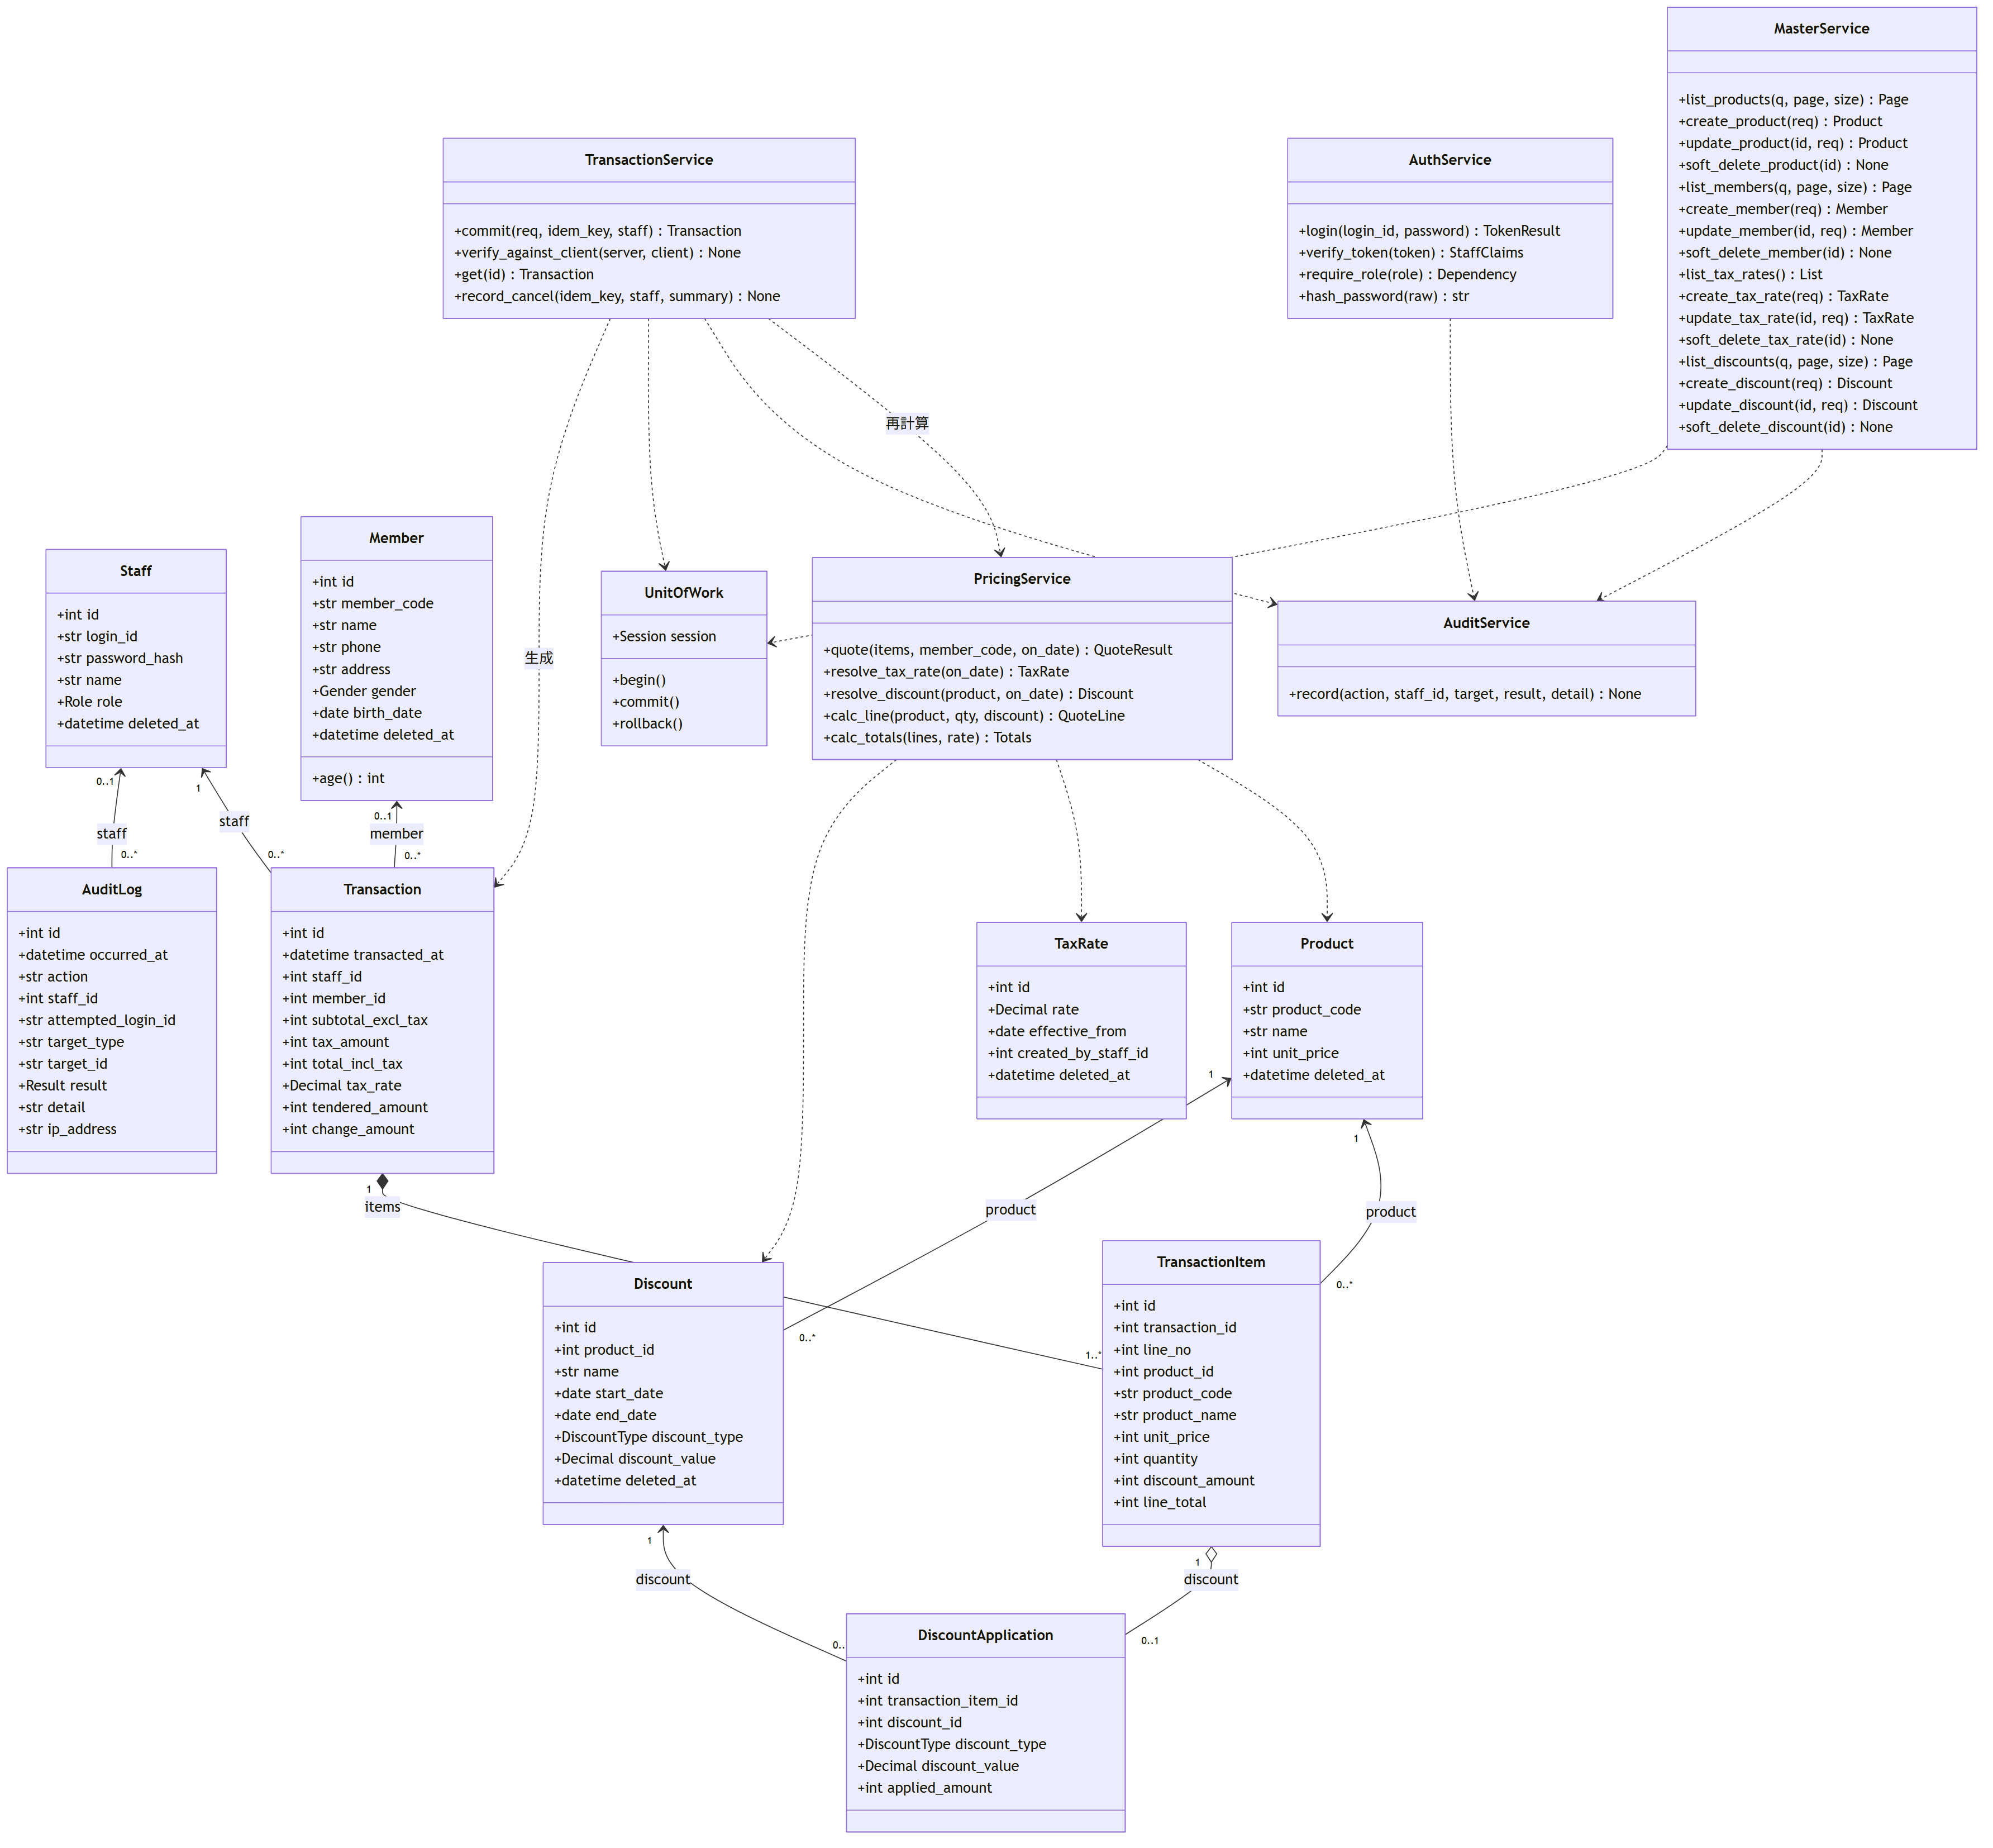 MasterService
+list_products(q, page, size) : Page
+create_product(req) : Product
+update_product(id, req) : Product
+soft_delete_product(id) : None
+list_members(q, page, size) : Page
+create_member(req) : Member
+update_member(id, req) : Member
+soft_delete_member(id) : None
+list_tax_rates() : List
+create_tax_rate(req) : TaxRate
+update_tax_rate(id, req) : TaxRate
+soft_delete_tax_rate(id) : None
+list_discounts(q, page, size) : Page
+create_discount(req) : Discount
+update_discount(id, req) : Discount
+soft_delete_discount(id) : None
TransactionService
+commit(req, idem_key, staff) : Transaction
+verify_against_client(server, client) : None
+get(id) : Transaction
+record_cancel(idem_key, staff, summary) : None
AuthService
+login(login_id, password) : TokenResult
+verify_token(token) : StaffClaims
+require_role(role) : Dependency
+hash_password(raw) : str
再計算
生成
Staff
+int id
+str login_id
+str password_hash
+str name
+Role role
+datetime deleted_at
Member
+int id
+str member_code
+str name
+str phone
+str address
+Gender gender
+date birth_date
+datetime deleted_at
+age() : int
UnitOfWork
+Session session
+begin()
+commit()
+rollback()
PricingService
+quote(items, member_code, on_date) : QuoteResult
+resolve_tax_rate(on_date) : TaxRate
+resolve_discount(product, on_date) : Discount
+calc_line(product, qty, discount) : QuoteLine
+calc_totals(lines, rate) : Totals
AuditService
+record(action, staff_id, target, result, detail) : None
0..1
staff
0..*
1
staff
0..*
0..1
member
0..*
AuditLog
+int id
+datetime occurred_at
+str action
+int staff_id
+str attempted_login_id
+str target_type
+str target_id
+Result result
+str detail
+str ip_address
Transaction
+int id
+datetime transacted_at
+int staff_id
+int member_id
+int subtotal_excl_tax
+int tax_amount
+int total_incl_tax
+Decimal tax_rate
+int tendered_amount
+int change_amount
TaxRate
+int id
+Decimal rate
+date effective_from
+int created_by_staff_id
+datetime deleted_at
Product
+int id
+str product_code
+str name
+int unit_price
+datetime deleted_at
1
items
1..*
1
product
0..*
1
product
0..*
Discount
+int id
+int product_id
+str name
+date start_date
+date end_date
+DiscountType discount_type
+Decimal discount_value
+datetime deleted_at
TransactionItem
+int id
+int transaction_id
+int line_no
+int product_id
+str product_code
+str product_name
+int unit_price
+int quantity
+int discount_amount
+int line_total
1
discount
0..
1
discount
0..1
DiscountApplication
+int id
+int transaction_item_id
+int discount_id
+DiscountType discount_type
+Decimal discount_value
+int applied_amount